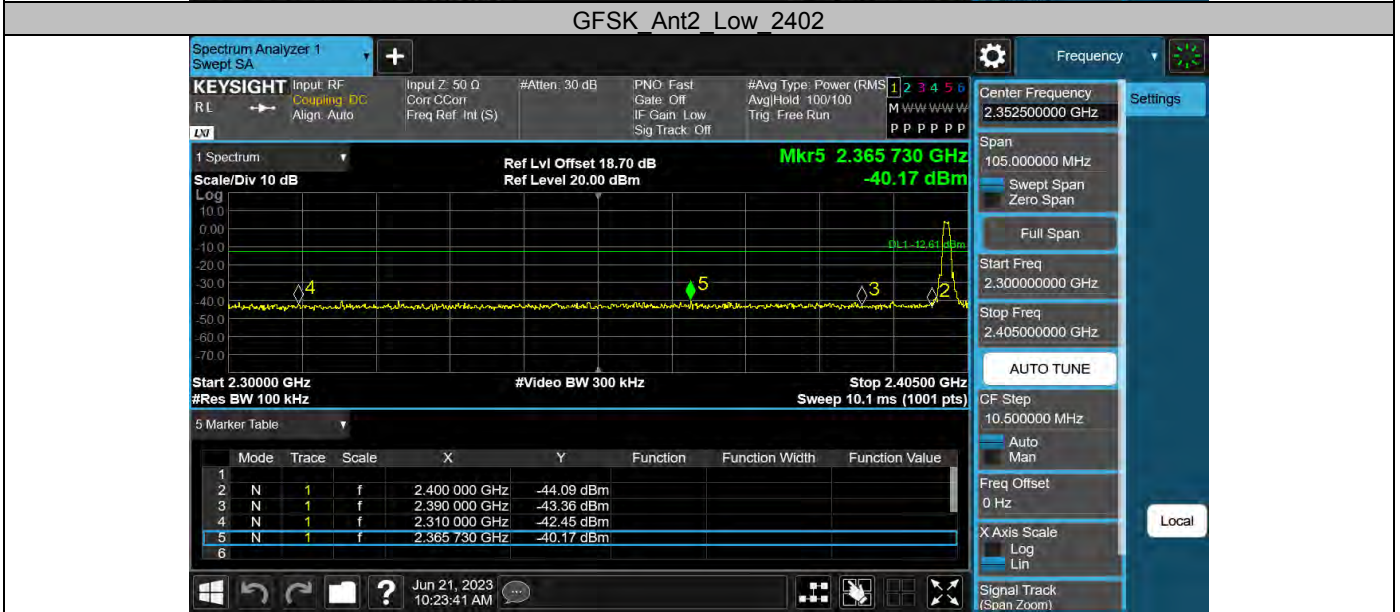 GFSK_Ant2_Low_2402
Spectrum Analyzer 1
Swept SA
+
Frequency
KEYSIGHT
RL
LXI
Input: RF
Coupling: DC
Align: Auto
Input Z: 50 Ω
Corr CCorr
Freq Ref: Int (S)
#Atten: 30 dB
PNO: Fast
Gate: Off
IF Gain: Low
Sig Track: Off
#Avg Type: Power (RMS
Avg|Hold: 100/100
Trig: Free Run
1 2 3 4 5 6
M W W W W W
P P P P P P
1 Spectrum
Scale/Div 10 dB
Ref Lvl Offset 18.70 dB
Ref Level 20.00 dBm
Mkr5 2.365 730 GHz
-40.17 dBm
Log
10.0
0.00
-10.0
-20.0
-30.0
-40.0
-50.0
-60.0
-70.0
DL1 -12.61 dBm
4
5
3
2
Start 2.30000 GHz
#Res BW 100 kHz
#Video BW 300 kHz
Stop 2.40500 GHz
Sweep 10.1 ms (1001 pts)
5 Marker Table
Mode Trace Scale X Y Function Function Width Function Value
1
2 N 1 f 2.400 000 GHz -44.09 dBm
3 N 1 f 2.390 000 GHz -43.36 dBm
4 N 1 f 2.310 000 GHz -42.45 dBm
5 N 1 f 2.365 730 GHz -40.17 dBm
6
?
Jun 21, 2023
10:23:41 AM
Center Frequency
2.352500000 GHz
Span
105.000000 MHz
Swept Span
Zero Span
Full Span
Start Freq
2.300000000 GHz
Stop Freq
2.405000000 GHz
AUTO TUNE
CF Step
10.500000 MHz
Auto
Man
Freq Offset
0 Hz
X Axis Scale
Log
Lin
Signal Track
(Span Zoom)
Settings
Local